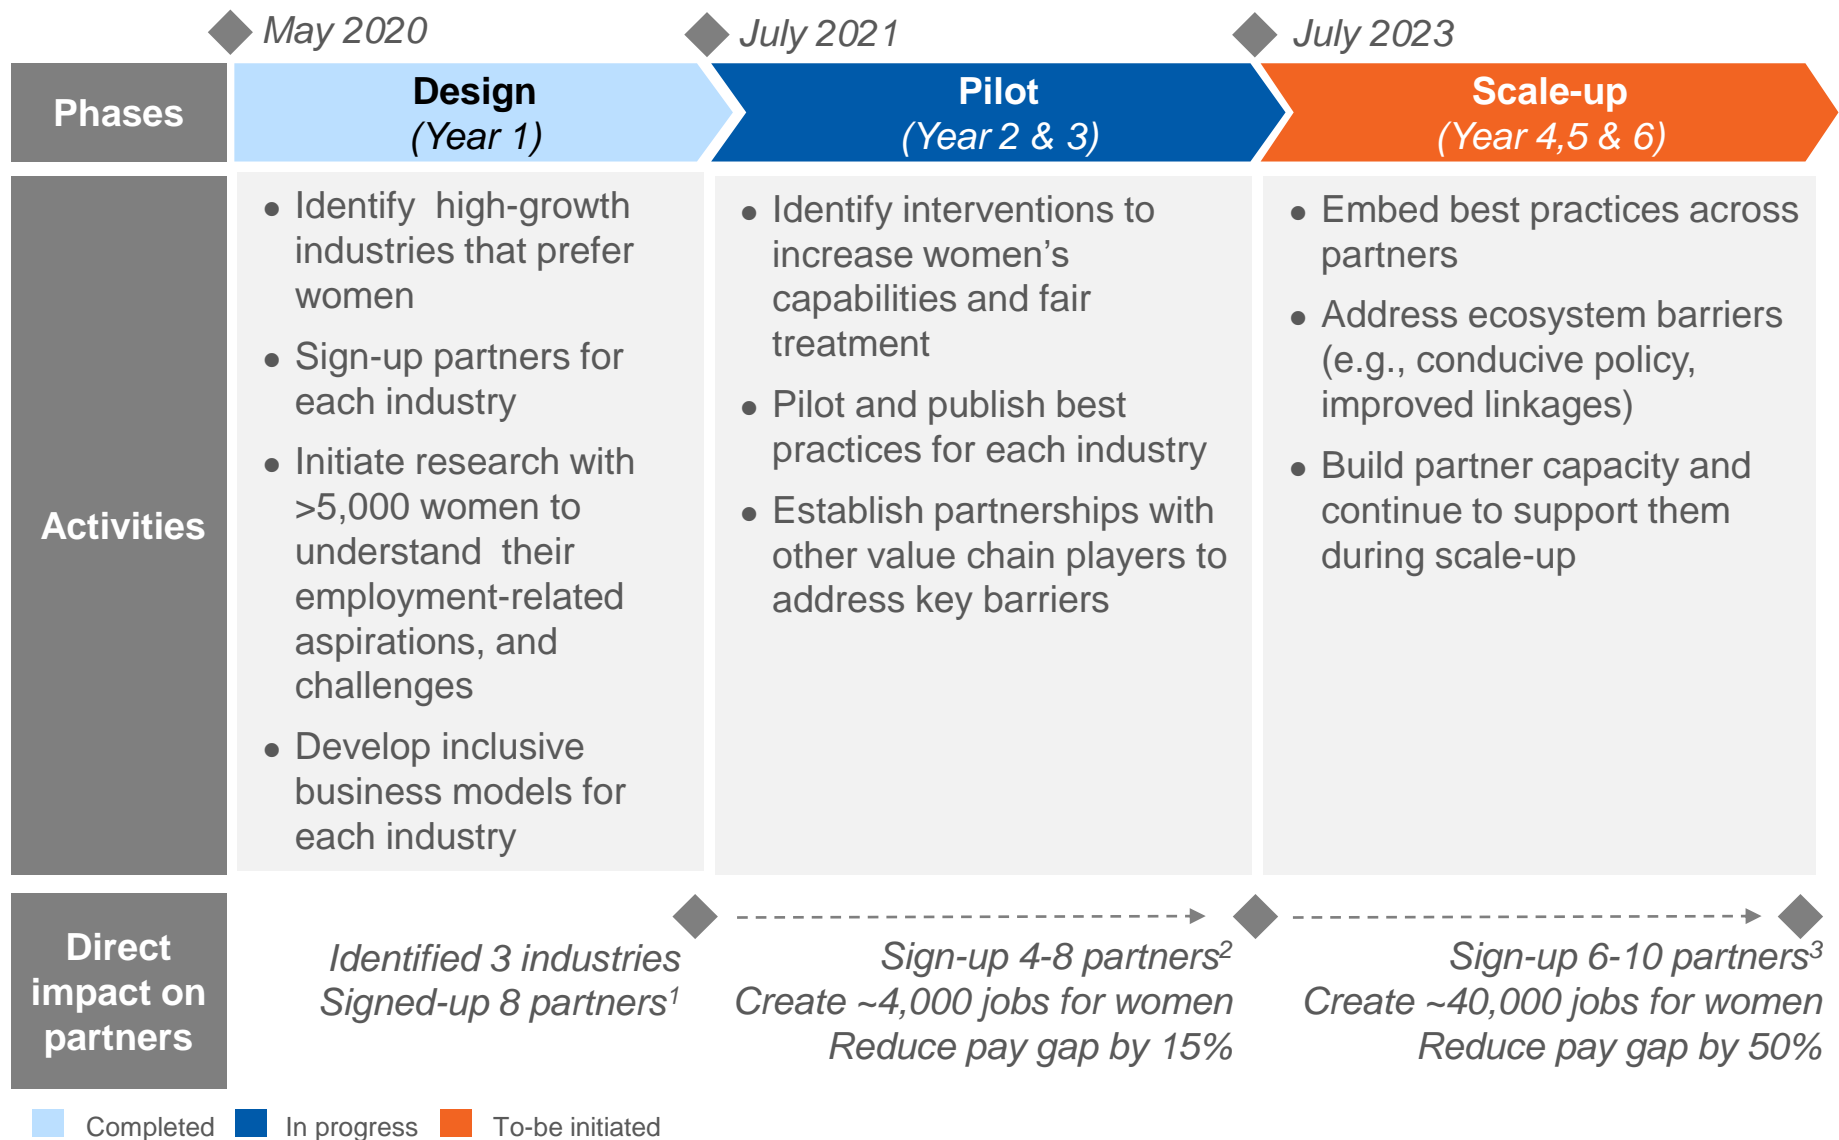 May 2020
July 2021
July 2023
Phases
Design
(Year 1)
Pilot
(Year 2 & 3)
Scale-up
(Year 4,5 & 6)
Activities
● Identify  high-growth
industries that prefer
women
● Sign-up partners for
each industry
● Initiate research with
>5,000 women to
understand  their
employment-related
aspirations, and
challenges
● Develop inclusive
business models for
each industry
● Identify interventions to
increase women’s
capabilities and fair
treatment
● Pilot and publish best
practices for each industry
● Establish partnerships with
other value chain players to
address key barriers
● Embed best practices across
partners
● Address ecosystem barriers
(e.g., conducive policy,
improved linkages)
● Build partner capacity and
continue to support them
during scale-up
Direct
impact on
partners
Identified 3 industries
Signed-up 8 partners¹
Sign-up 4-8 partners²
Create ~4,000 jobs for women
Reduce pay gap by 15%
Sign-up 6-10 partners³
Create ~40,000 jobs for women
Reduce pay gap by 50%
Completed
In progress
To-be initiated